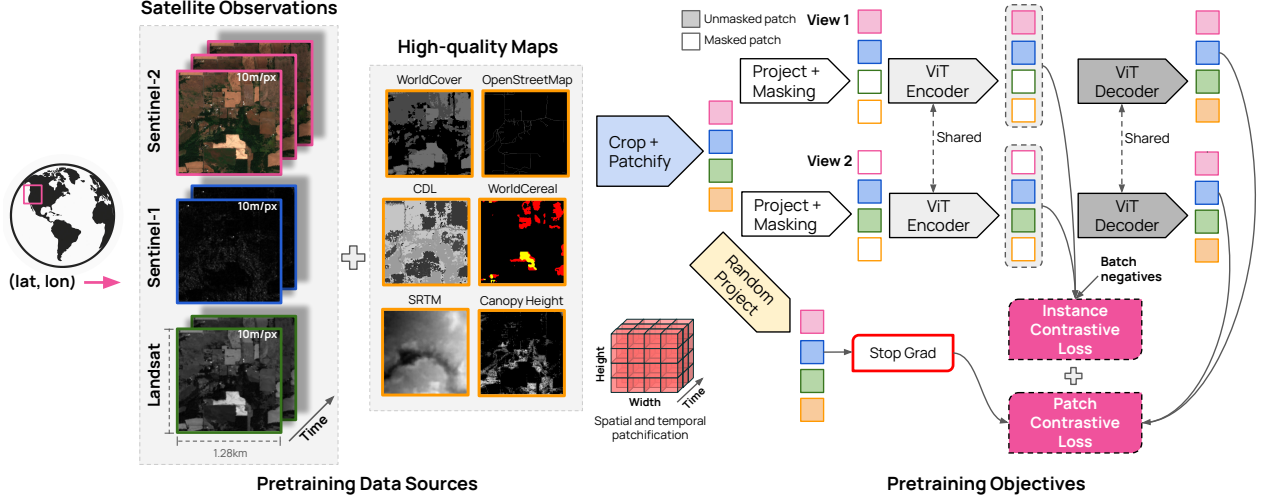 Satellite Observations
Sentinel-2
10m/px
Sentinel-1
10m/px
Landsat
10m/px
1.28km
Time
(lat, lon)
High-quality Maps
WorldCover
OpenStreetMap
CDL
WorldCereal
SRTM
Canopy Height
Pretraining Data Sources
Unmasked patch
Masked patch
View 1
Crop +
Patchify
Project +
Masking
ViT
Encoder
ViT
Decoder
Shared
Shared
View 2
Project +
Masking
ViT
Encoder
ViT
Decoder
Random
Project
Batch
negatives
Instance
Contrastive
Loss
Stop Grad
Patch
Contrastive
Loss
Height
Width
Time
Spatial and temporal
patchification
Pretraining Objectives